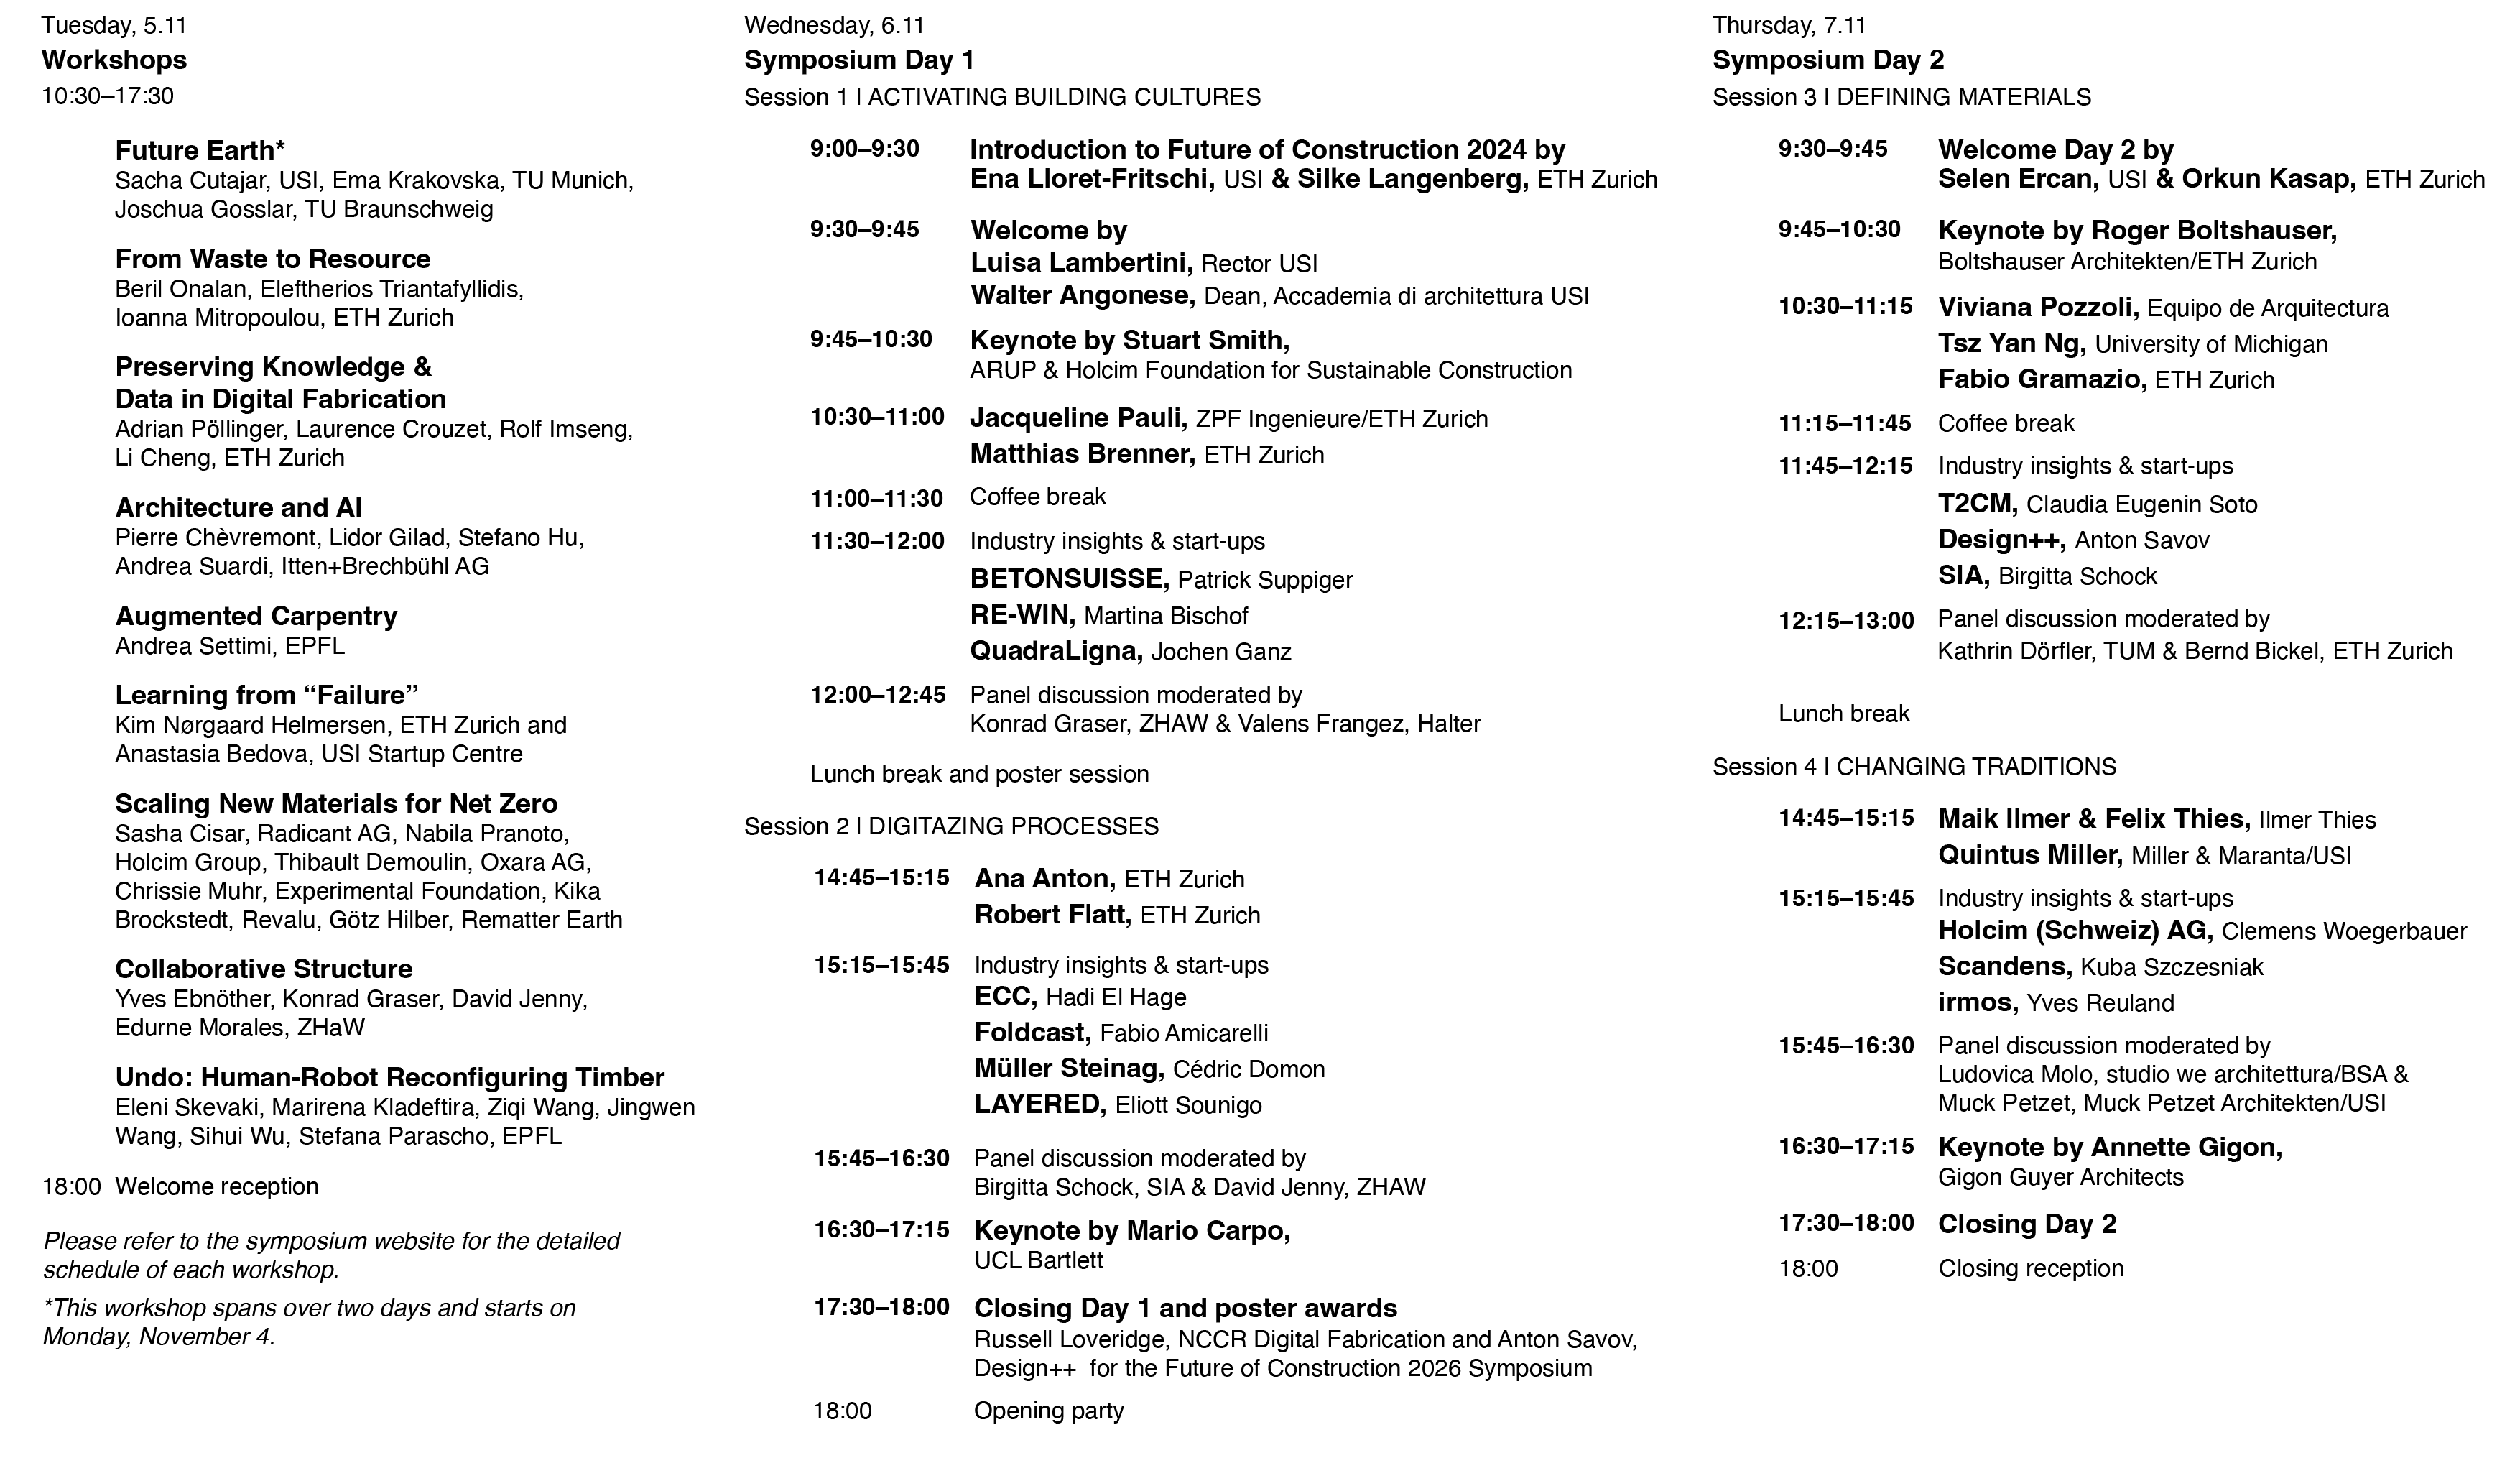 Tuesday, 5.11
Workshops
10:30–17:30
Future Earth*
Sacha Cutajar, USI, Ema Krakovska, TU Munich,
Joschua Gosslar, TU Braunschweig
From Waste to Resource
Beril Onalan, Eleftherios Triantafyllidis,
Ioanna Mitropoulou, ETH Zurich
Preserving Knowledge &
Data in Digital Fabrication
Adrian Pöllinger, Laurence Crouzet, Rolf Imseng,
Li Cheng, ETH Zurich
Architecture and AI
Pierre Chèvremont, Lidor Gilad, Stefano Hu,
Andrea Suardi, Itten+Brechbühl AG
Augmented Carpentry
Andrea Settimi, EPFL
Learning from “Failure”
Kim Nørgaard Helmersen, ETH Zurich and
Anastasia Bedova, USI Startup Centre
Scaling New Materials for Net Zero
Sasha Cisar, Radicant AG, Nabila Pranoto,
Holcim Group, Thibault Demoulin, Oxara AG,
Chrissie Muhr, Experimental Foundation, Kika
Brockstedt, Revalu, Götz Hilber, Rematter Earth
Collaborative Structure
Yves Ebnöther, Konrad Graser, David Jenny,
Edurne Morales, ZHaW
Undo: Human-Robot Reconfiguring Timber
Eleni Skevaki, Marirena Kladeftira, Ziqi Wang, Jingwen
Wang, Sihui Wu, Stefana Parascho, EPFL
18:00 Welcome reception
Please refer to the symposium website for the detailed
schedule of each workshop.
*This workshop spans over two days and starts on
Monday, November 4.
Wednesday, 6.11
Symposium Day 1
Session 1 | ACTIVATING BUILDING CULTURES
9:00–9:30 Introduction to Future of Construction 2024 by
Ena Lloret-Fritschi, USI & Silke Langenberg, ETH Zurich
9:30–9:45 Welcome by
Luisa Lambertini, Rector USI
Walter Angonese, Dean, Accademia di architettura USI
9:45–10:30 Keynote by Stuart Smith,
ARUP & Holcim Foundation for Sustainable Construction
10:30–11:00 Jacqueline Pauli, ZPF Ingenieure/ETH Zurich
Matthias Brenner, ETH Zurich
11:00–11:30 Coffee break
11:30–12:00 Industry insights & start-ups
BETONSUISSE, Patrick Suppiger
RE-WIN, Martina Bischof
QuadraLigna, Jochen Ganz
12:00–12:45 Panel discussion moderated by
Konrad Graser, ZHAW & Valens Frangez, Halter
Lunch break and poster session
Session 2 | DIGITAZING PROCESSES
14:45–15:15 Ana Anton, ETH Zurich
Robert Flatt, ETH Zurich
15:15–15:45 Industry insights & start-ups
ECC, Hadi El Hage
Foldcast, Fabio Amicarelli
Müller Steinag, Cédric Domon
LAYERED, Eliott Sounigo
15:45–16:30 Panel discussion moderated by
Birgitta Schock, SIA & David Jenny, ZHAW
16:30–17:15 Keynote by Mario Carpo,
UCL Bartlett
17:30–18:00 Closing Day 1 and poster awards
Russell Loveridge, NCCR Digital Fabrication and Anton Savov,
Design++ for the Future of Construction 2026 Symposium
18:00 Opening party
Thursday, 7.11
Symposium Day 2
Session 3 | DEFINING MATERIALS
9:30–9:45 Welcome Day 2 by
Selen Ercan, USI & Orkun Kasap, ETH Zurich
9:45–10:30 Keynote by Roger Boltshauser,
Boltshauser Architekten/ETH Zurich
10:30–11:15 Viviana Pozzoli, Equipo de Arquitectura
Tsz Yan Ng, University of Michigan
Fabio Gramazio, ETH Zurich
11:15–11:45 Coffee break
11:45–12:15 Industry insights & start-ups
T2CM, Claudia Eugenin Soto
Design++, Anton Savov
SIA, Birgitta Schock
12:15–13:00 Panel discussion moderated by
Kathrin Dörfler, TUM & Bernd Bickel, ETH Zurich
Lunch break
Session 4 | CHANGING TRADITIONS
14:45–15:15 Maik Ilmer & Felix Thies, Ilmer Thies
Quintus Miller, Miller & Maranta/USI
15:15–15:45 Industry insights & start-ups
Holcim (Schweiz) AG, Clemens Woegerbauer
Scandens, Kuba Szczesniak
irmos, Yves Reuland
15:45–16:30 Panel discussion moderated by
Ludovica Molo, studio we architettura/BSA &
Muck Petzet, Muck Petzet Architekten/USI
16:30–17:15 Keynote by Annette Gigon,
Gigon Guyer Architects
17:30–18:00 Closing Day 2
18:00 Closing reception